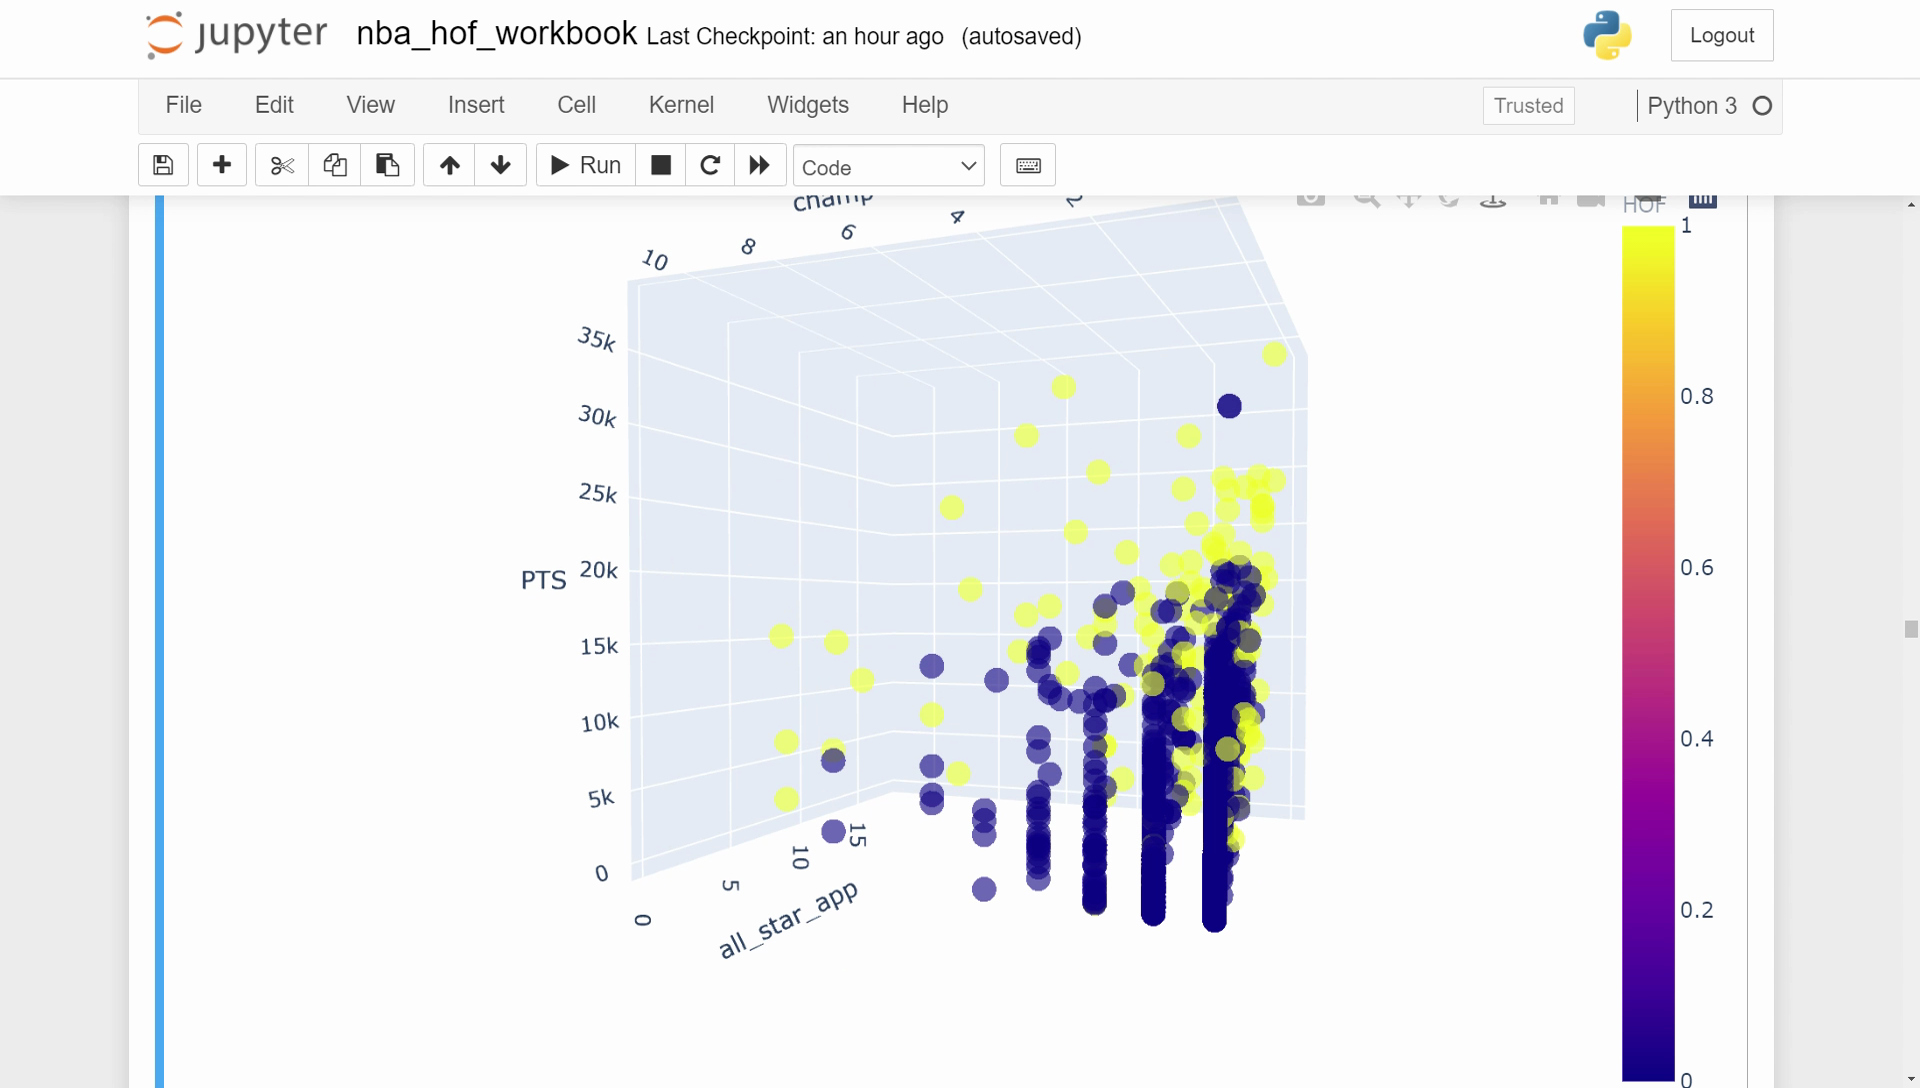 jupyter nba_hof_workbook Last Checkpoint: an hour ago (autosaved)
Logout
File Edit View Insert Cell Kernel Widgets Help
Trusted
Python 3
Run
Code
champ
10 8 6 4 2
HOF
1
0.8
0.6
0.4
0.2
0
35k
30k
25k
PTS 20k
15k
10k
5k
0
15
10
5
0
all_star_app